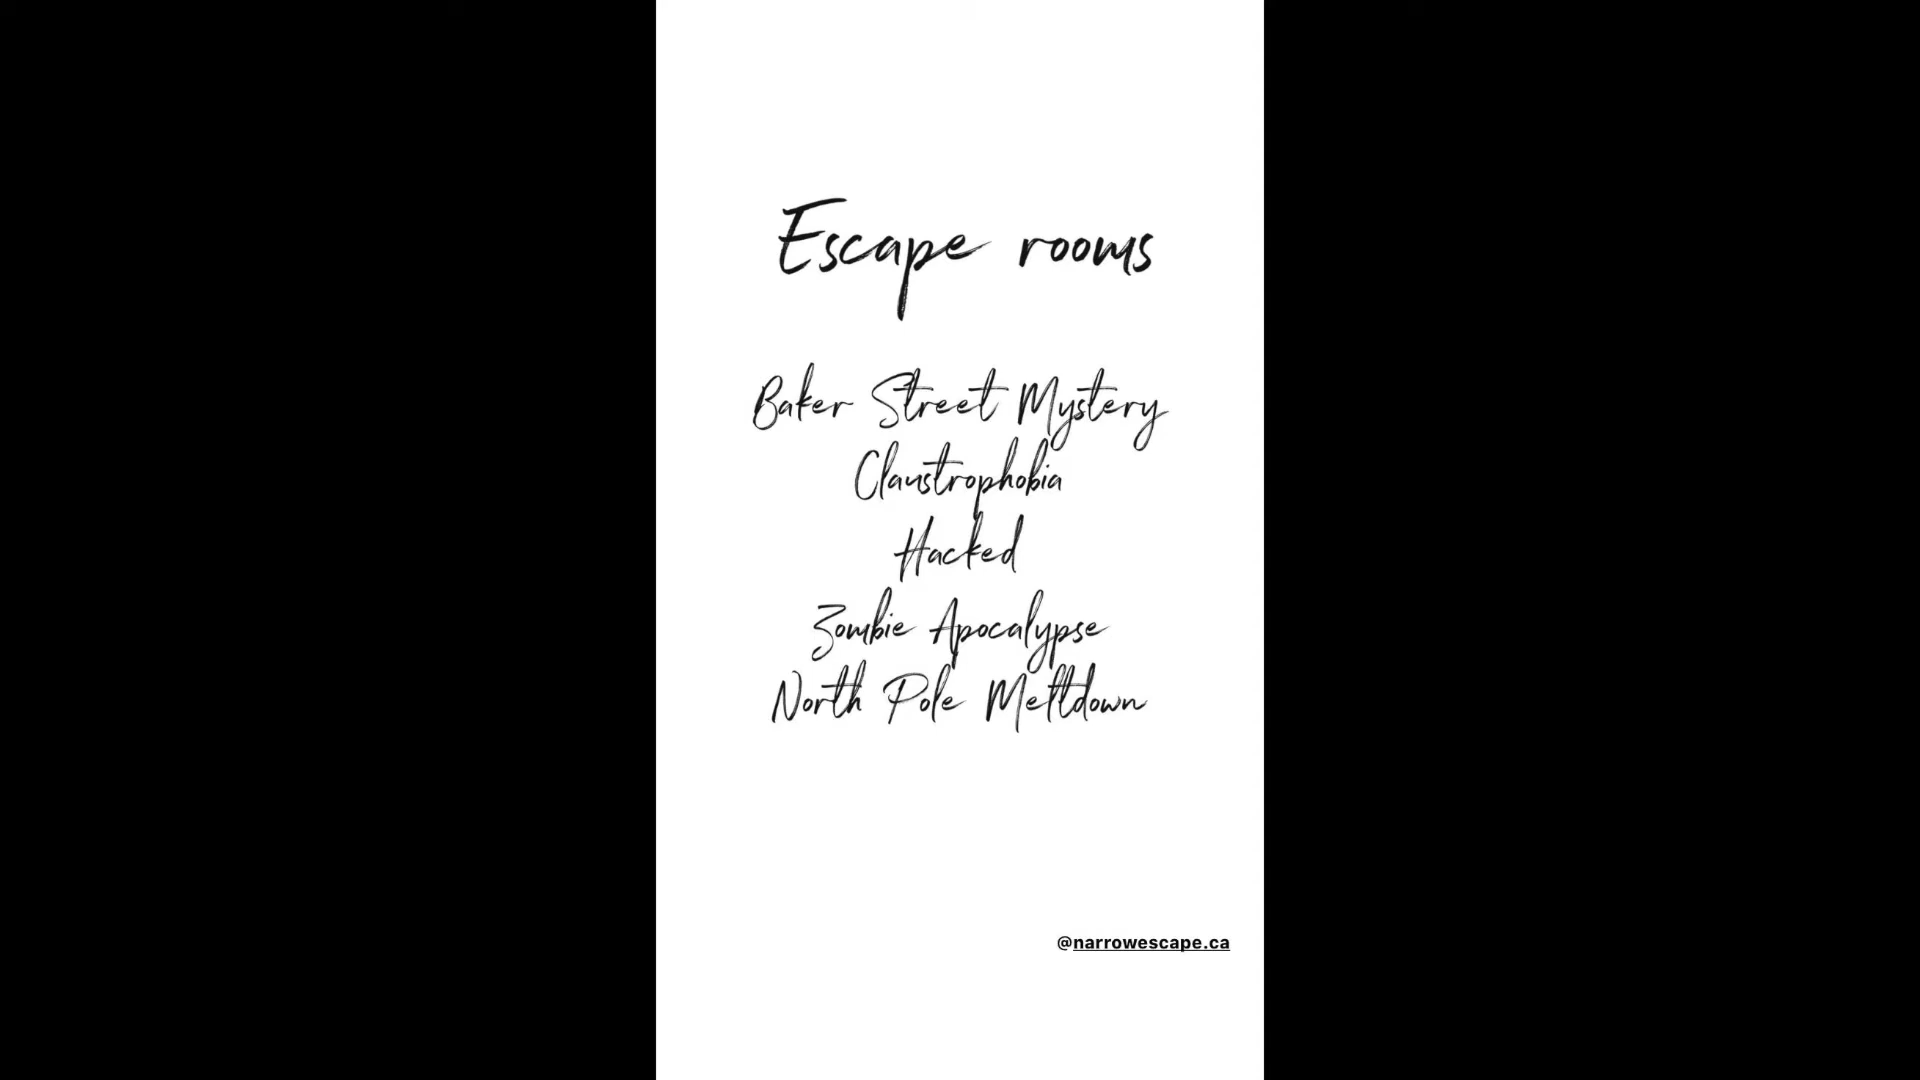 Escape rooms
Baker Street Mystery
Claustrophobia
Hacked
Zombie Apocalypse
North Pole Meltdown
@narrowescape.ca